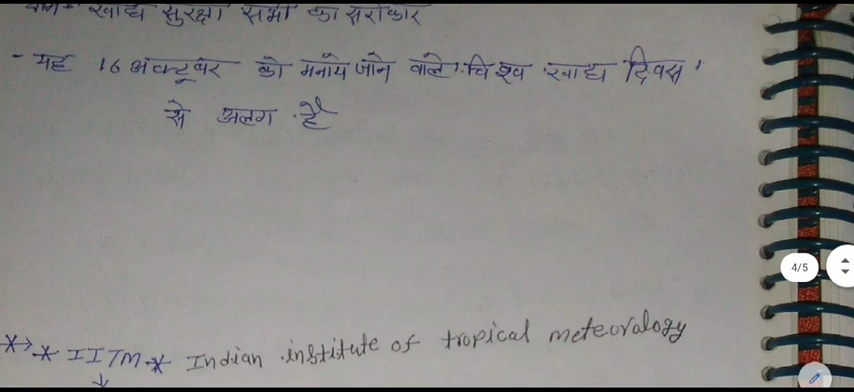 थीम - खाद्य सुरक्षा सभी का सरोकार
- यह 16 अक्टूबर को मनाये जाने वाले विश्व खाद्य दिवस'
से अलग है
4/5
*→ * IITM * Indian institute of tropical meteorology
↓